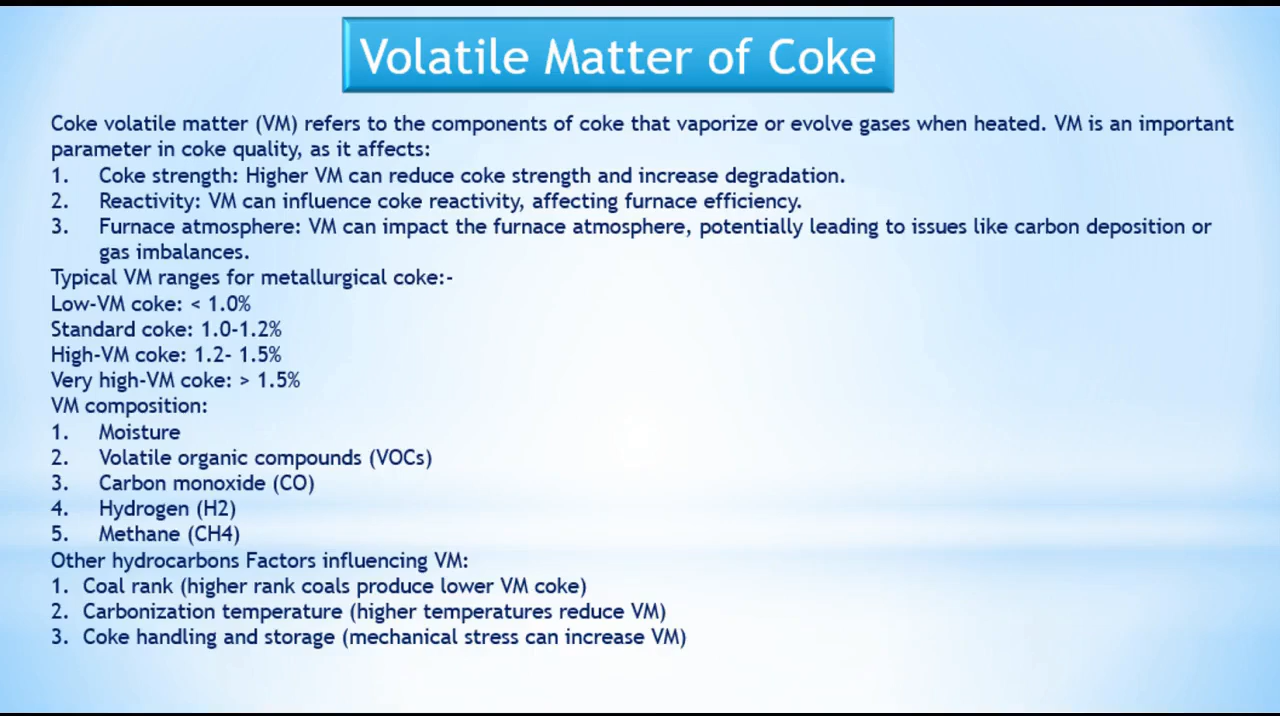 Volatile Matter of Coke
Coke volatile matter (VM) refers to the components of coke that vaporize or evolve gases when heated. VM is an important
parameter in coke quality, as it affects:
1. Coke strength: Higher VM can reduce coke strength and increase degradation.
2. Reactivity: VM can influence coke reactivity, affecting furnace efficiency.
3. Furnace atmosphere: VM can impact the furnace atmosphere, potentially leading to issues like carbon deposition or
gas imbalances.
Typical VM ranges for metallurgical coke:-
Low-VM coke: < 1.0%
Standard coke: 1.0-1.2%
High-VM coke: 1.2- 1.5%
Very high-VM coke: > 1.5%
VM composition:
1. Moisture
2. Volatile organic compounds (VOCs)
3. Carbon monoxide (CO)
4. Hydrogen (H2)
5. Methane (CH4)
Other hydrocarbons Factors influencing VM:
1. Coal rank (higher rank coals produce lower VM coke)
2. Carbonization temperature (higher temperatures reduce VM)
3. Coke handling and storage (mechanical stress can increase VM)